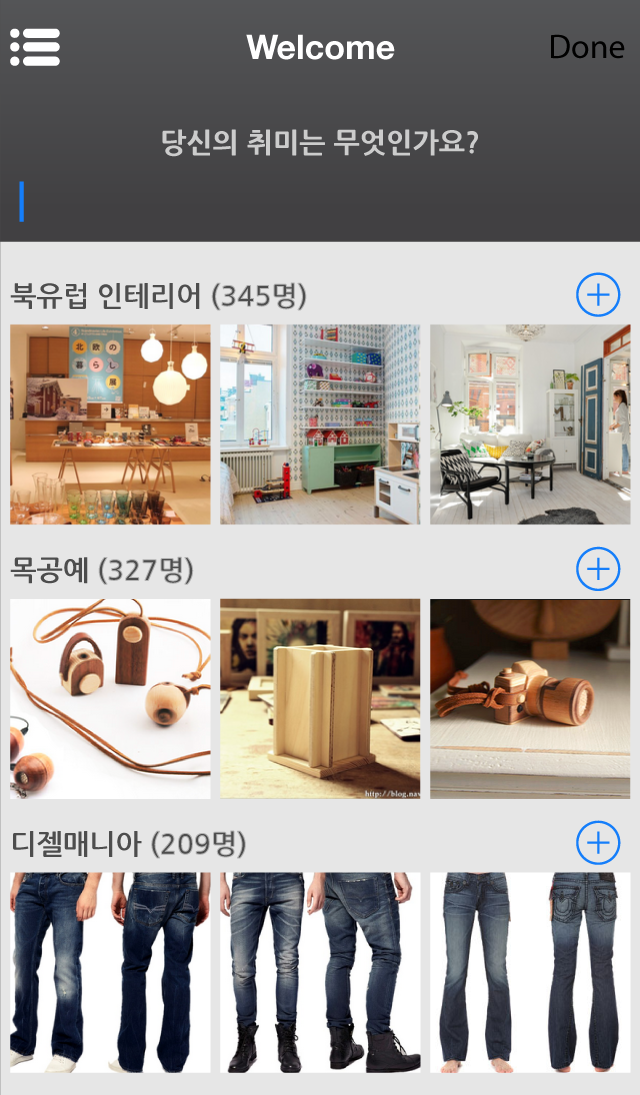 Welcome
Done
당신의 취미는 무엇인가요?
북유럽 인테리어 (345명)
北欧の
暮らし
展
목공예 (327명)
http://blog.nav
디젤매니아 (209명)